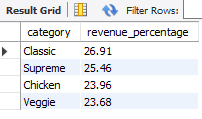 Result Grid Filter Rows:
category revenue_percentage
Classic 26.91
Supreme 25.46
Chicken 23.96
Veggie 23.68